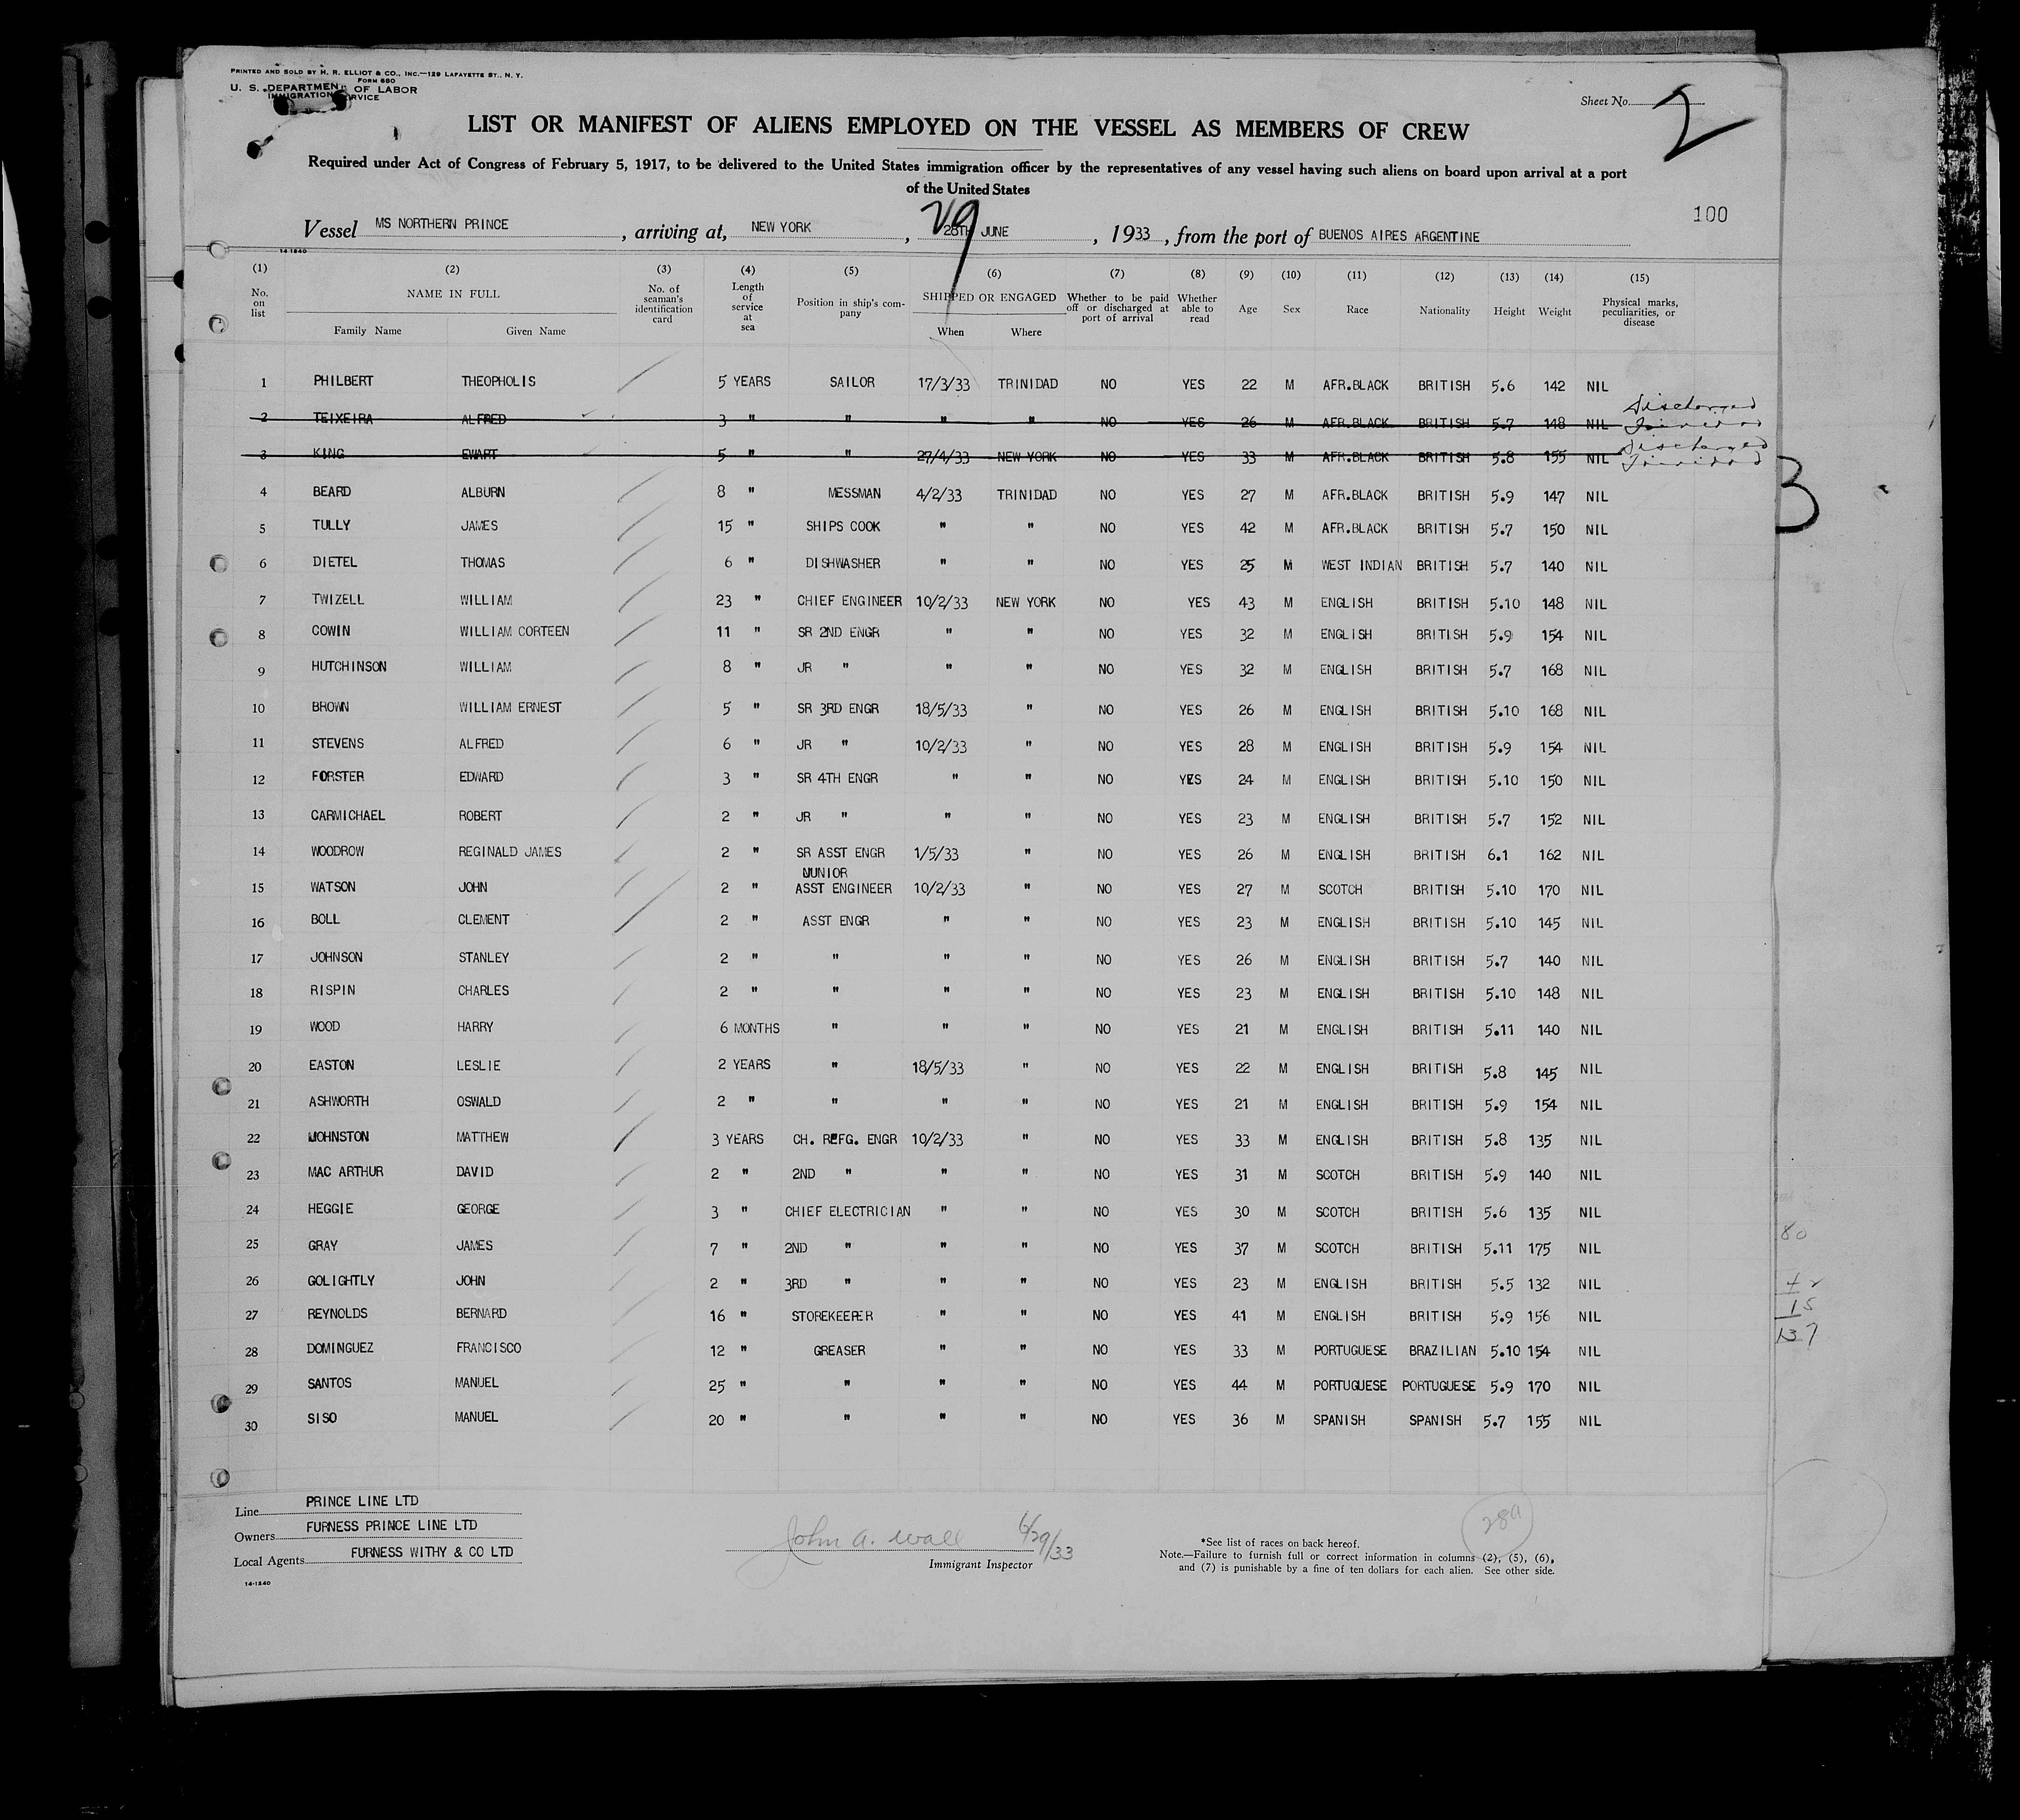 PRINTED AND SOLD BY H. R. ELLIOT & CO., INC.—129 LAFAYETTE ST., N. Y.
FORM 680
U. S. DEPARTMENT OF LABOR
IMMIGRATION SERVICE
Sheet No. 2
LIST OR MANIFEST OF ALIENS EMPLOYED ON THE VESSEL AS MEMBERS OF CREW
Required under Act of Congress of February 5, 1917, to be delivered to the United States immigration officer by the representatives of any vessel having such aliens on board upon arrival at a port
of the United States
100
29
Vessel MS NORTHERN PRINCE, arriving at, NEW YORK, 28TH JUNE, 1933, from the port of BUENOS AIRES ARGENTINE
14-1240
(1) (2) (3) (4) (5) (6) (7) (8) (9) (10) (11) (12) (13) (14) (15)
No. on list NAME IN FULL Family Name Given Name No. of seaman's identification card Length of service at sea Position in ship's company SHIPPED OR ENGAGED When Where Whether to be paid off or discharged at port of arrival Whether able to read Age Sex Race Nationality Height Weight Physical marks, peculiarities, or disease
1 PHILBERT THEOPHOLIS 5 YEARS SAILOR 17/3/33 TRINIDAD NO YES 22 M AFR.BLACK BRITISH 5.6 142 NIL
2 TEIXEIRA ALFRED 3 " " " " NO YES 26 M AFR.BLACK BRITISH 5.7 148 NIL Discharged Trinidad
3 KING EWART 5 " " 27/4/33 NEW YORK NO YES 33 M AFR.BLACK BRITISH 5.8 155 NIL Discharged Trinidad
4 BEARD ALBURN 8 " MESSMAN 4/2/33 TRINIDAD NO YES 27 M AFR.BLACK BRITISH 5.9 147 NIL
5 TULLY JAMES 15 " SHIPS COOK " " NO YES 42 M AFR.BLACK BRITISH 5.7 150 NIL
6 DIETEL THOMAS 6 " DISHWASHER " " NO YES 25 M WEST INDIAN BRITISH 5.7 140 NIL
7 TWIZELL WILLIAM 23 " CHIEF ENGINEER 10/2/33 NEW YORK NO YES 43 M ENGLISH BRITISH 5.10 148 NIL
8 COWIN WILLIAM CORTEEN 11 " SR 2ND ENGR " " NO YES 32 M ENGLISH BRITISH 5.9 154 NIL
9 HUTCHINSON WILLIAM 8 " JR " " " NO YES 32 M ENGLISH BRITISH 5.7 168 NIL
10 BROWN WILLIAM ERNEST 5 " SR 3RD ENGR 18/5/33 " NO YES 26 M ENGLISH BRITISH 5.10 168 NIL
11 STEVENS ALFRED 6 " JR " 10/2/33 " NO YES 28 M ENGLISH BRITISH 5.9 154 NIL
12 FORSTER EDWARD 3 " SR 4TH ENGR " " NO YES 24 M ENGLISH BRITISH 5.10 150 NIL
13 CARMICHAEL ROBERT 2 " JR " " " NO YES 23 M ENGLISH BRITISH 5.7 152 NIL
14 WOODROW REGINALD JAMES 2 " SR ASST ENGR 1/5/33 " NO YES 26 M ENGLISH BRITISH 6.1 162 NIL
JUNIOR
15 WATSON JOHN 2 " ASST ENGINEER 10/2/33 " NO YES 27 M SCOTCH BRITISH 5.10 170 NIL
16 BOLL CLEMENT 2 " ASST ENGR " " NO YES 23 M ENGLISH BRITISH 5.10 145 NIL
17 JOHNSON STANLEY 2 " " " " NO YES 26 M ENGLISH BRITISH 5.7 140 NIL
18 RISPIN CHARLES 2 " " " " NO YES 23 M ENGLISH BRITISH 5.10 148 NIL
19 WOOD HARRY 6 MONTHS " " " NO YES 21 M ENGLISH BRITISH 5.11 140 NIL
20 EASTON LESLIE 2 YEARS " 18/5/33 " NO YES 22 M ENGLISH BRITISH 5.8 145 NIL
21 ASHWORTH OSWALD 2 " " " " NO YES 21 M ENGLISH BRITISH 5.9 154 NIL
22 JOHNSTON MATTHEW 3 YEARS CH. REFG. ENGR 10/2/33 " NO YES 33 M ENGLISH BRITISH 5.8 135 NIL
23 MAC ARTHUR DAVID 2 " 2ND " " " NO YES 31 M SCOTCH BRITISH 5.9 140 NIL
24 HEGGIE GEORGE 3 " CHIEF ELECTRICIAN " " NO YES 30 M SCOTCH BRITISH 5.6 135 NIL
25 GRAY JAMES 7 " 2ND " " " NO YES 37 M SCOTCH BRITISH 5.11 175 NIL
26 GOLIGHTLY JOHN 2 " 3RD " " " NO YES 23 M ENGLISH BRITISH 5.5 132 NIL
27 REYNOLDS BERNARD 16 " STOREKEEPER " " NO YES 41 M ENGLISH BRITISH 5.9 156 NIL
28 DOMINGUEZ FRANCISCO 12 " GREASER " " NO YES 33 M PORTUGUESE BRAZILIAN 5.10 154 NIL
29 SANTOS MANUEL 25 " " " " NO YES 44 M PORTUGUESE PORTUGUESE 5.9 170 NIL
30 SISO MANUEL 20 " " " " NO YES 36 M SPANISH SPANISH 5.7 155 NIL
3
80
42
15
137
Line PRINCE LINE LTD
Owners FURNESS PRINCE LINE LTD
Local Agents FURNESS WITHY & CO LTD
14-1240
John A. Wall 6/29/33
Immigrant Inspector
28a
*See list of races on back hereof.
Note.—Failure to furnish full or correct information in columns (2), (5), (6),
and (7) is punishable by a fine of ten dollars for each alien. See other side.